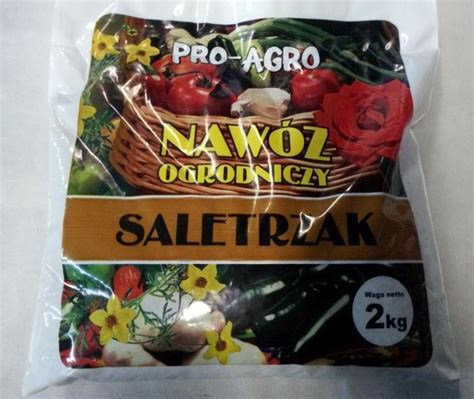 PRO-AGRO
NAWÓZ
OGRODNICZY
SALETRZAK
Waga netto
2kg